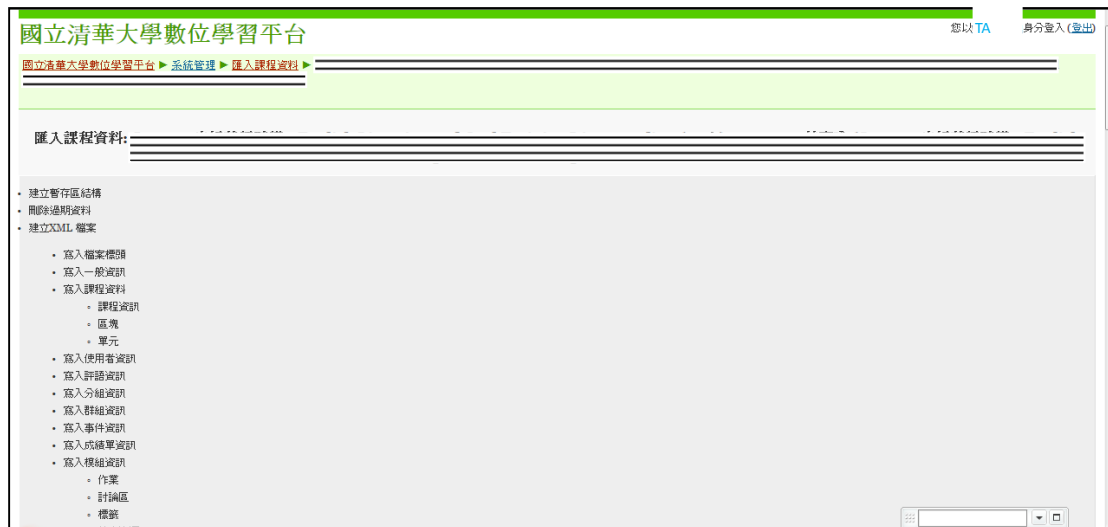 國立清華大學數位學習平台
您以 TA 身分登入 (登出)
國立清華大學數位學習平台 ► 系統管理 ► 匯入課程資料 ►
匯入課程資料:
建立暫存區結構
刪除過期資料
建立XML 檔案
寫入檔案標頭
寫入一般資訊
寫入課程資料
課程資訊
區塊
單元
寫入使用者資訊
寫入評語資訊
寫入分組資訊
寫入群組資訊
寫入事件資訊
寫入成績單資訊
寫入模組資訊
作業
討論區
標籤